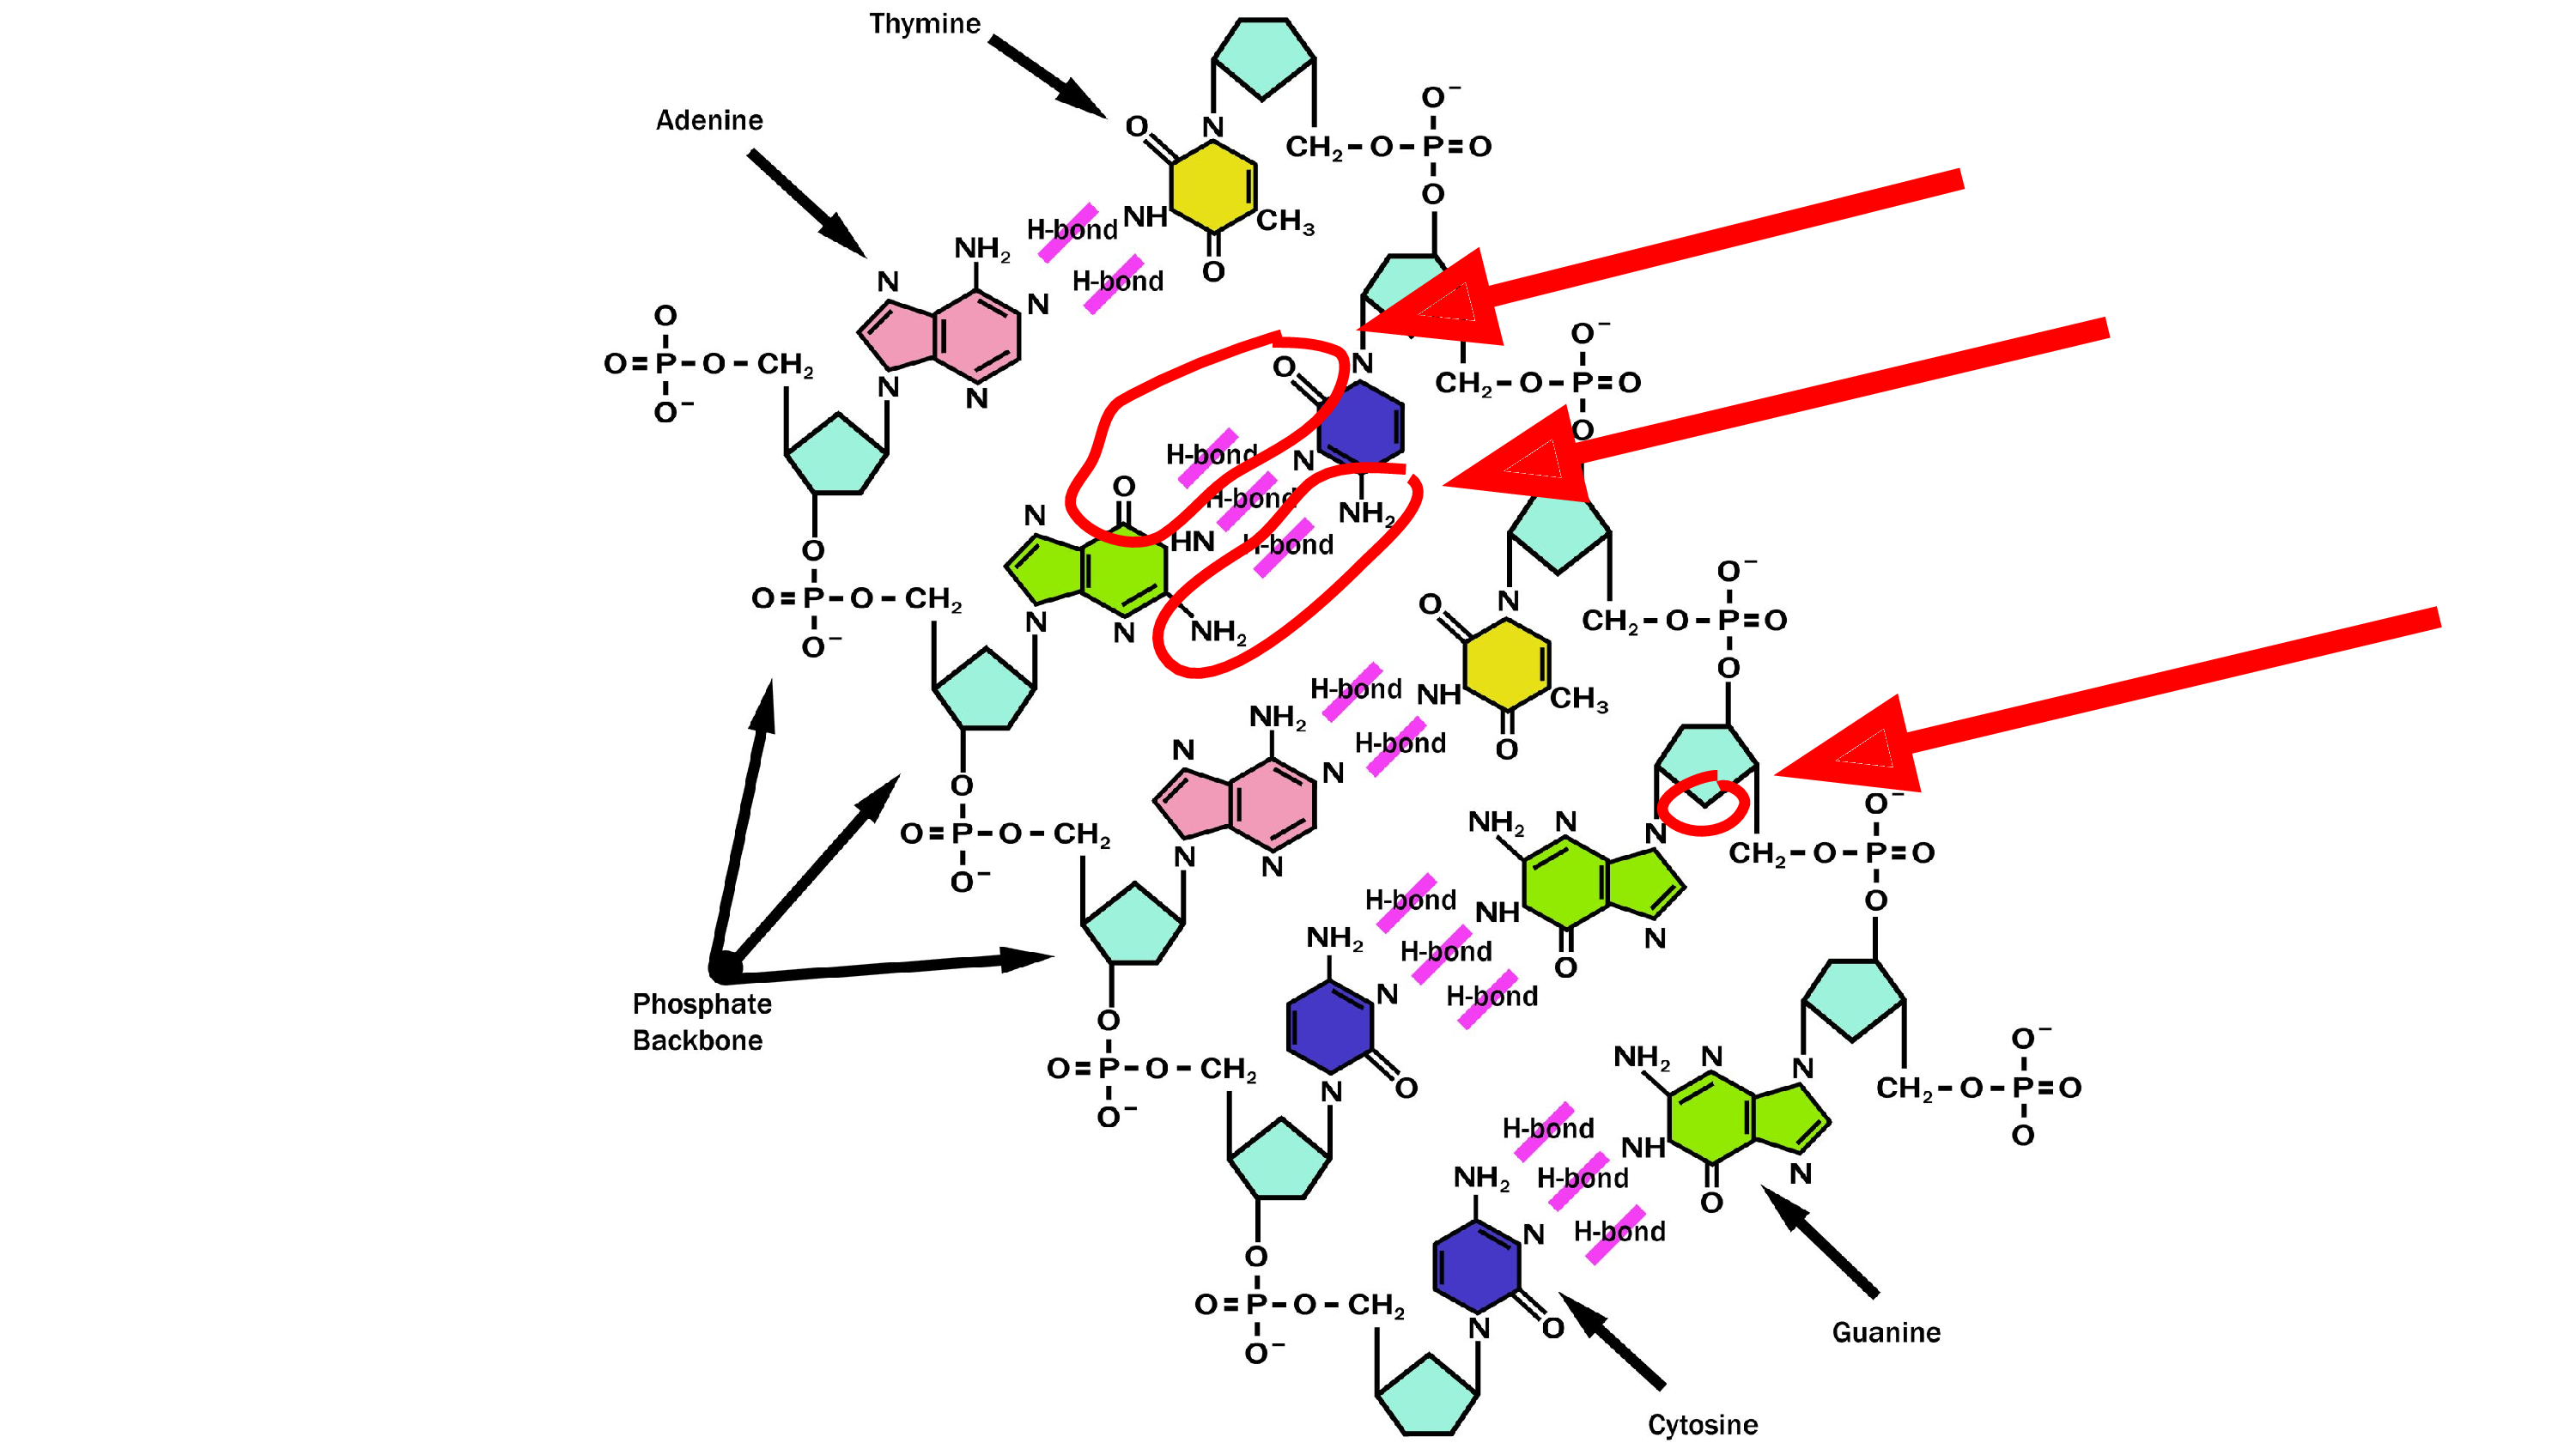 Thymine
O⁻
Adenine
O
N
CH₂-O-P=O
O
NH
CH₃
H-bond
NH₂
O
H-bond
N
N
O
O⁻
O=P-O-CH₂
N
O
N
CH₂-O-P=O
O⁻
N
O
H-bond
N
O
H-bond
NH₂
N
O
HN
H-bond
O⁻
O=P-O-CH₂
N
N
NH₂
O
N
CH₂-O-P=O
O⁻
O
H-bond
NH
CH₃
NH₂
N
H-bond
O
N
O
O⁻
NH₂
N
N
O=P-O-CH₂
N
N
CH₂-O-P=O
O⁻
H-bond
NH
O
NH₂
H-bond
N
O
N
H-bond
Phosphate
Backbone
O
O⁻
NH₂
N
N
O=P-O-CH₂
N
O
CH₂-O-P=O
O⁻
H-bond
NH
O
NH₂
H-bond
N
O
N
H-bond
O
O=P-O-CH₂
N
O
Guanine
O⁻
Cytosine